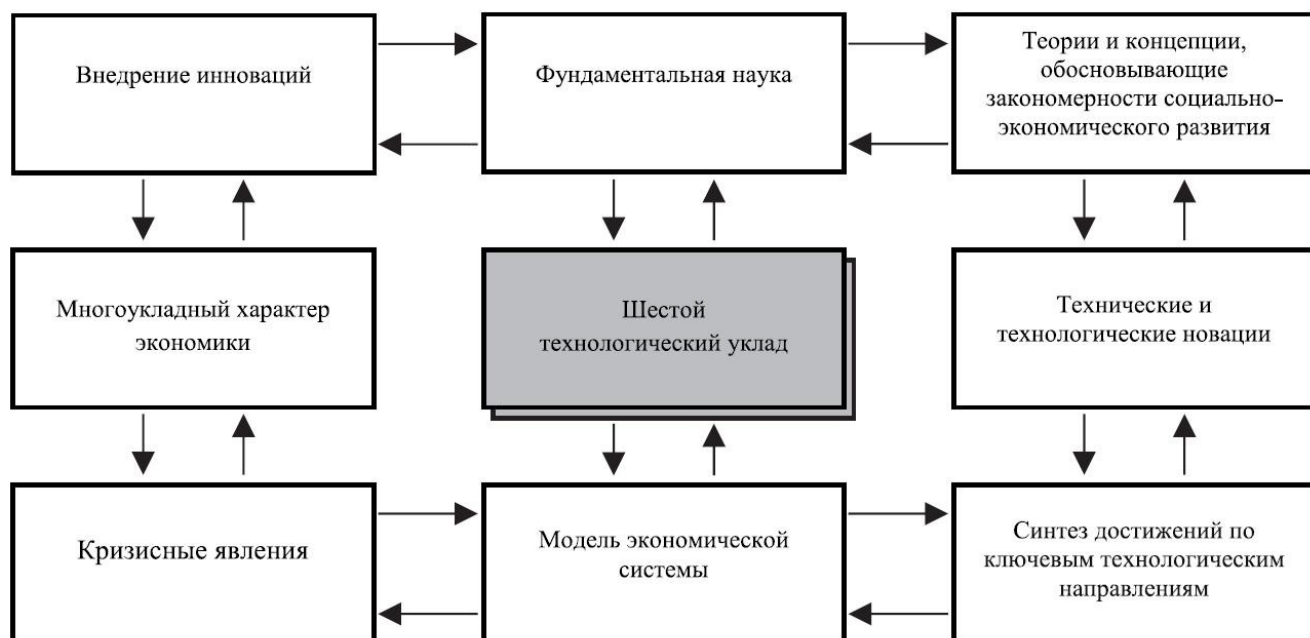 Внедрение инноваций
Фундаментальная наука
Теории и концепции,
обосновывающие
закономерности социально-
экономического развития
Многоукладный характер
экономики
Шестой
технологический уклад
Технические и
технологические новации
Кризисные явления
Модель экономической
системы
Синтез достижений по
ключевым технологическим
направлениям